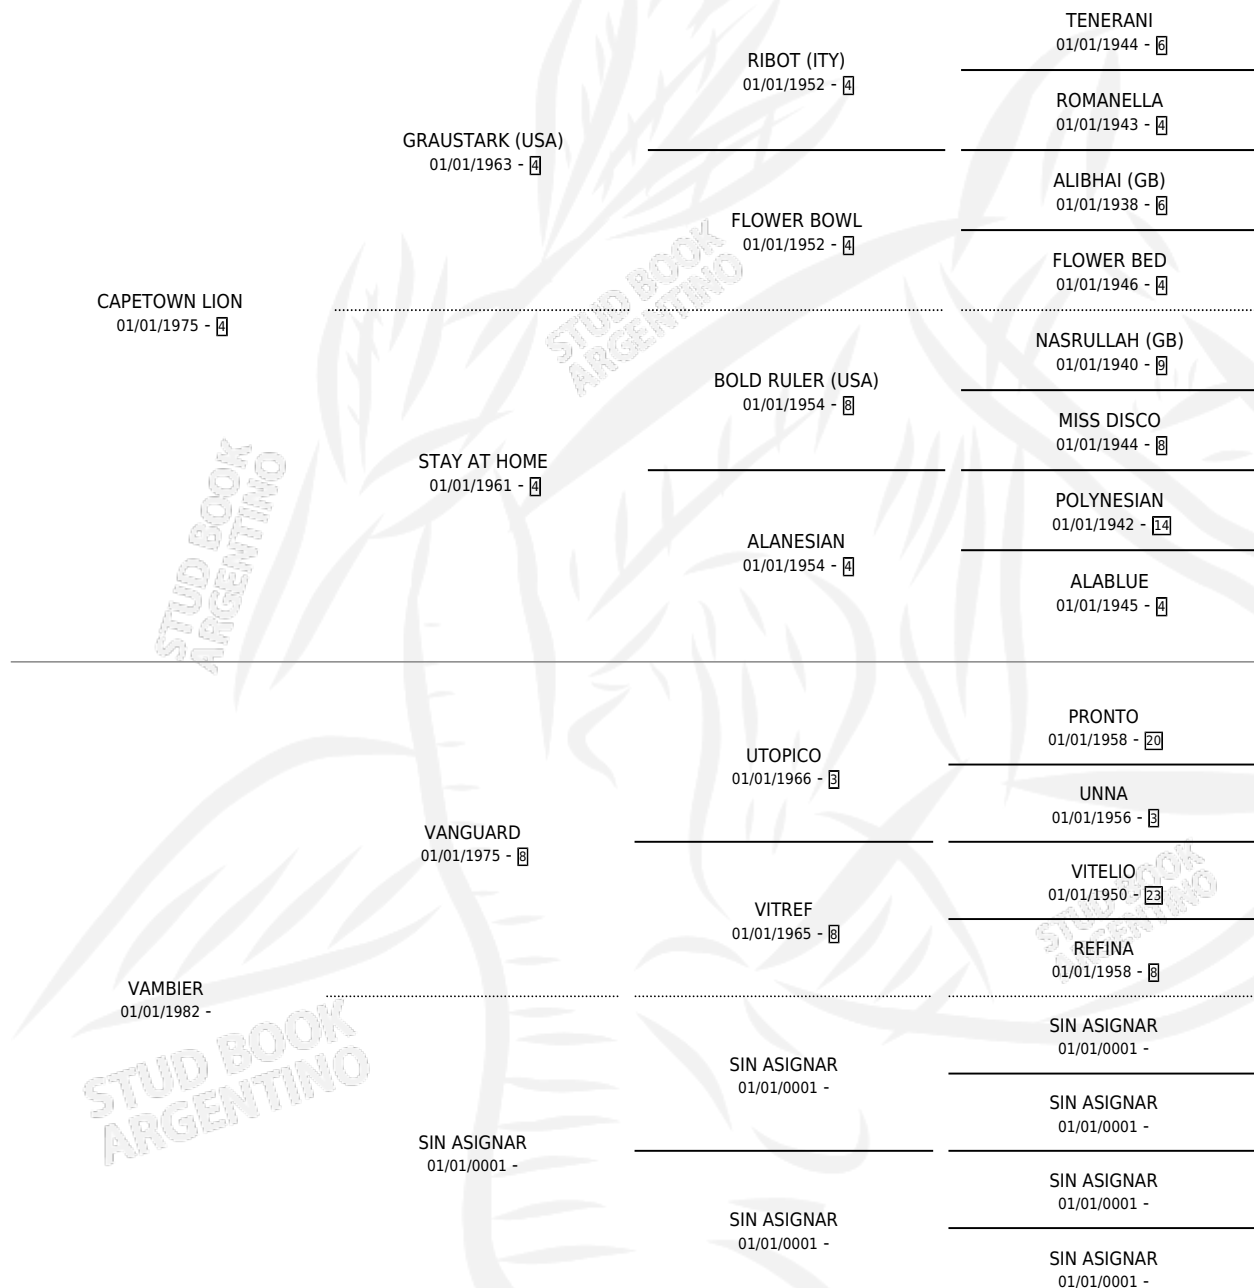 TENERANI
01/01/1944 - 6
RIBOT (ITY)
01/01/1952 - 4
ROMANELLA
01/01/1943 - 4
GRAUSTARK (USA)
01/01/1963 - 4
ALIBHAI (GB)
01/01/1938 - 6
FLOWER BOWL
01/01/1952 - 4
FLOWER BED
01/01/1946 - 4
CAPETOWN LION
01/01/1975 - 4
NASRULLAH (GB)
01/01/1940 - 9
BOLD RULER (USA)
01/01/1954 - 8
MISS DISCO
01/01/1944 - 8
STAY AT HOME
01/01/1961 - 4
POLYNESIAN
01/01/1942 - 14
ALANESIAN
01/01/1954 - 4
ALABLUE
01/01/1945 - 4
PRONTO
01/01/1958 - 20
UTOPICO
01/01/1966 - 3
UNNA
01/01/1956 - 3
VANGUARD
01/01/1975 - 8
VITELIO
01/01/1950 - 23
VITREF
01/01/1965 - 8
REFINA
01/01/1958 - 8
VAMBIER
01/01/1982 -
SIN ASIGNAR
01/01/0001 -
SIN ASIGNAR
01/01/0001 -
SIN ASIGNAR
01/01/0001 -
SIN ASIGNAR
01/01/0001 -
SIN ASIGNAR
01/01/0001 -
SIN ASIGNAR
01/01/0001 -
SIN ASIGNAR
01/01/0001 -
STUD BOOK
ARGENTINO
STUD BOOK
ARGENTINO
STUD BOOK
ARGENTINO
STUD BOOK
ARGENTINO